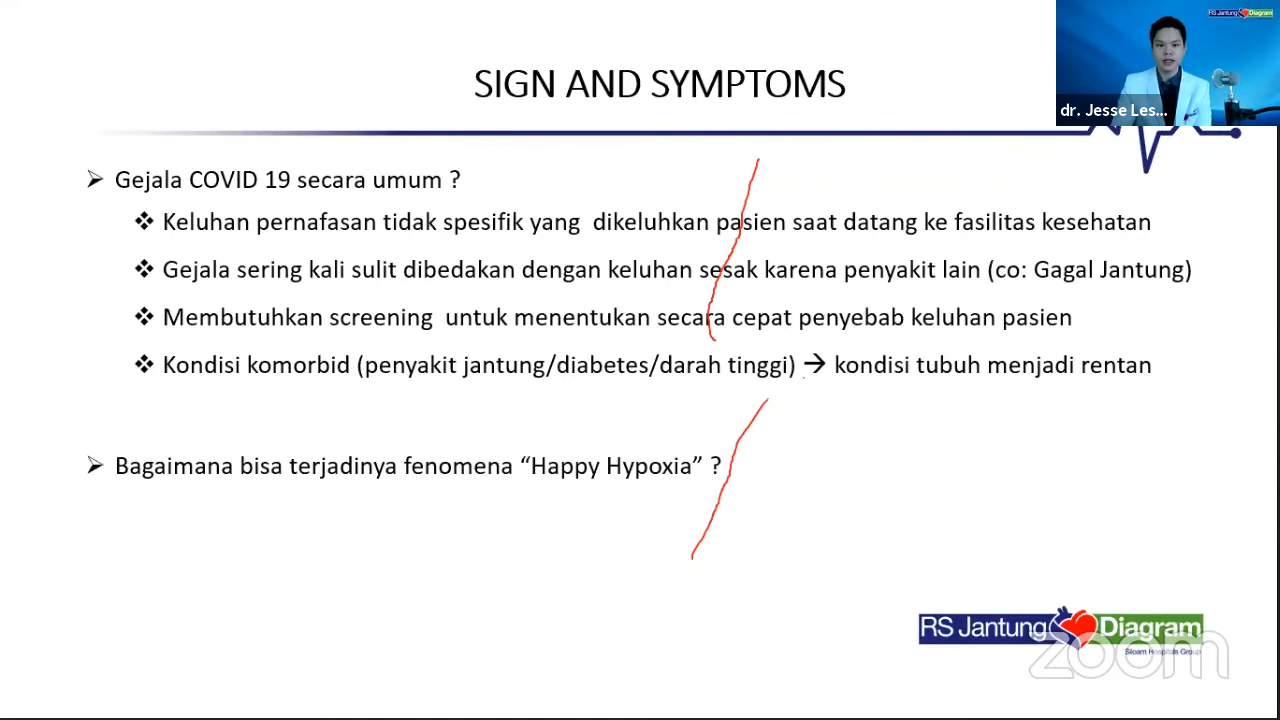 RS Jantung Diagram
dr. Jesse Les...
SIGN AND SYMPTOMS
➢ Gejala COVID 19 secara umum ?
❖ Keluhan pernafasan tidak spesifik yang dikeluhkan pasien saat datang ke fasilitas kesehatan
❖ Gejala sering kali sulit dibedakan dengan keluhan sesak karena penyakit lain (co: Gagal Jantung)
❖ Membutuhkan screening untuk menentukan secara cepat penyebab keluhan pasien
❖ Kondisi komorbid (penyakit jantung/diabetes/darah tinggi) → kondisi tubuh menjadi rentan
➢ Bagaimana bisa terjadinya fenomena “Happy Hypoxia” ?
RS Jantung Diagram
Siloam Hospitals Group
zoom